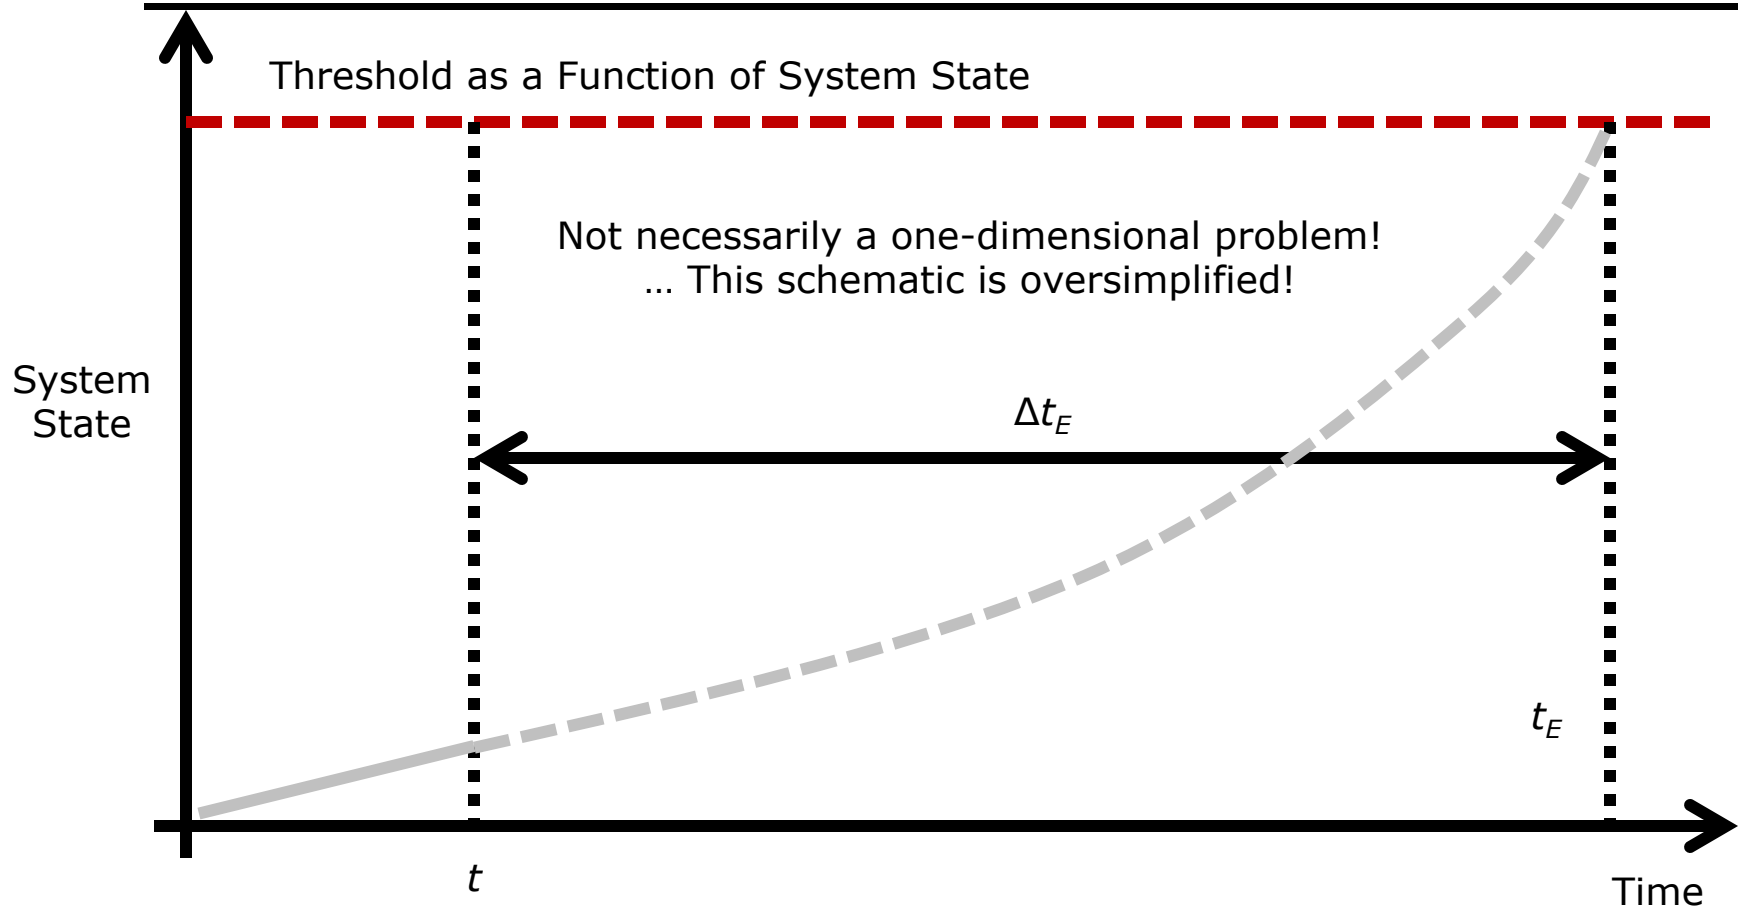 Threshold as a Function of System State
Not necessarily a one-dimensional problem!
... This schematic is oversimplified!
System
State
Δt_E
t_E
t
Time